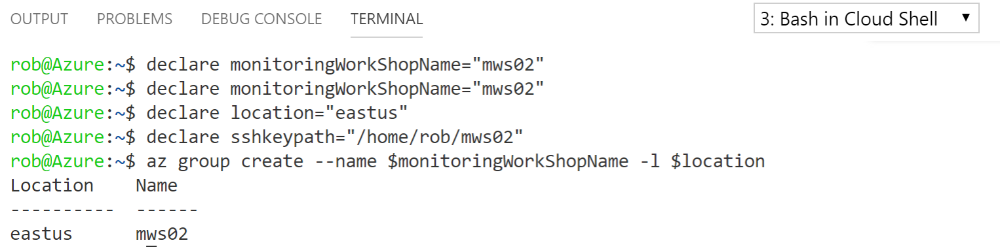 OUTPUT PROBLEMS DEBUG CONSOLE TERMINAL 3: Bash in Cloud Shell
rob@Azure:~$ declare monitoringWorkShopName="mws02"
rob@Azure:~$ declare monitoringWorkShopName="mws02"
rob@Azure:~$ declare location="eastus"
rob@Azure:~$ declare sshkeypath="/home/rob/mws02"
rob@Azure:~$ az group create --name $monitoringWorkShopName -l $location
Location    Name
----------  ------
eastus      mws02